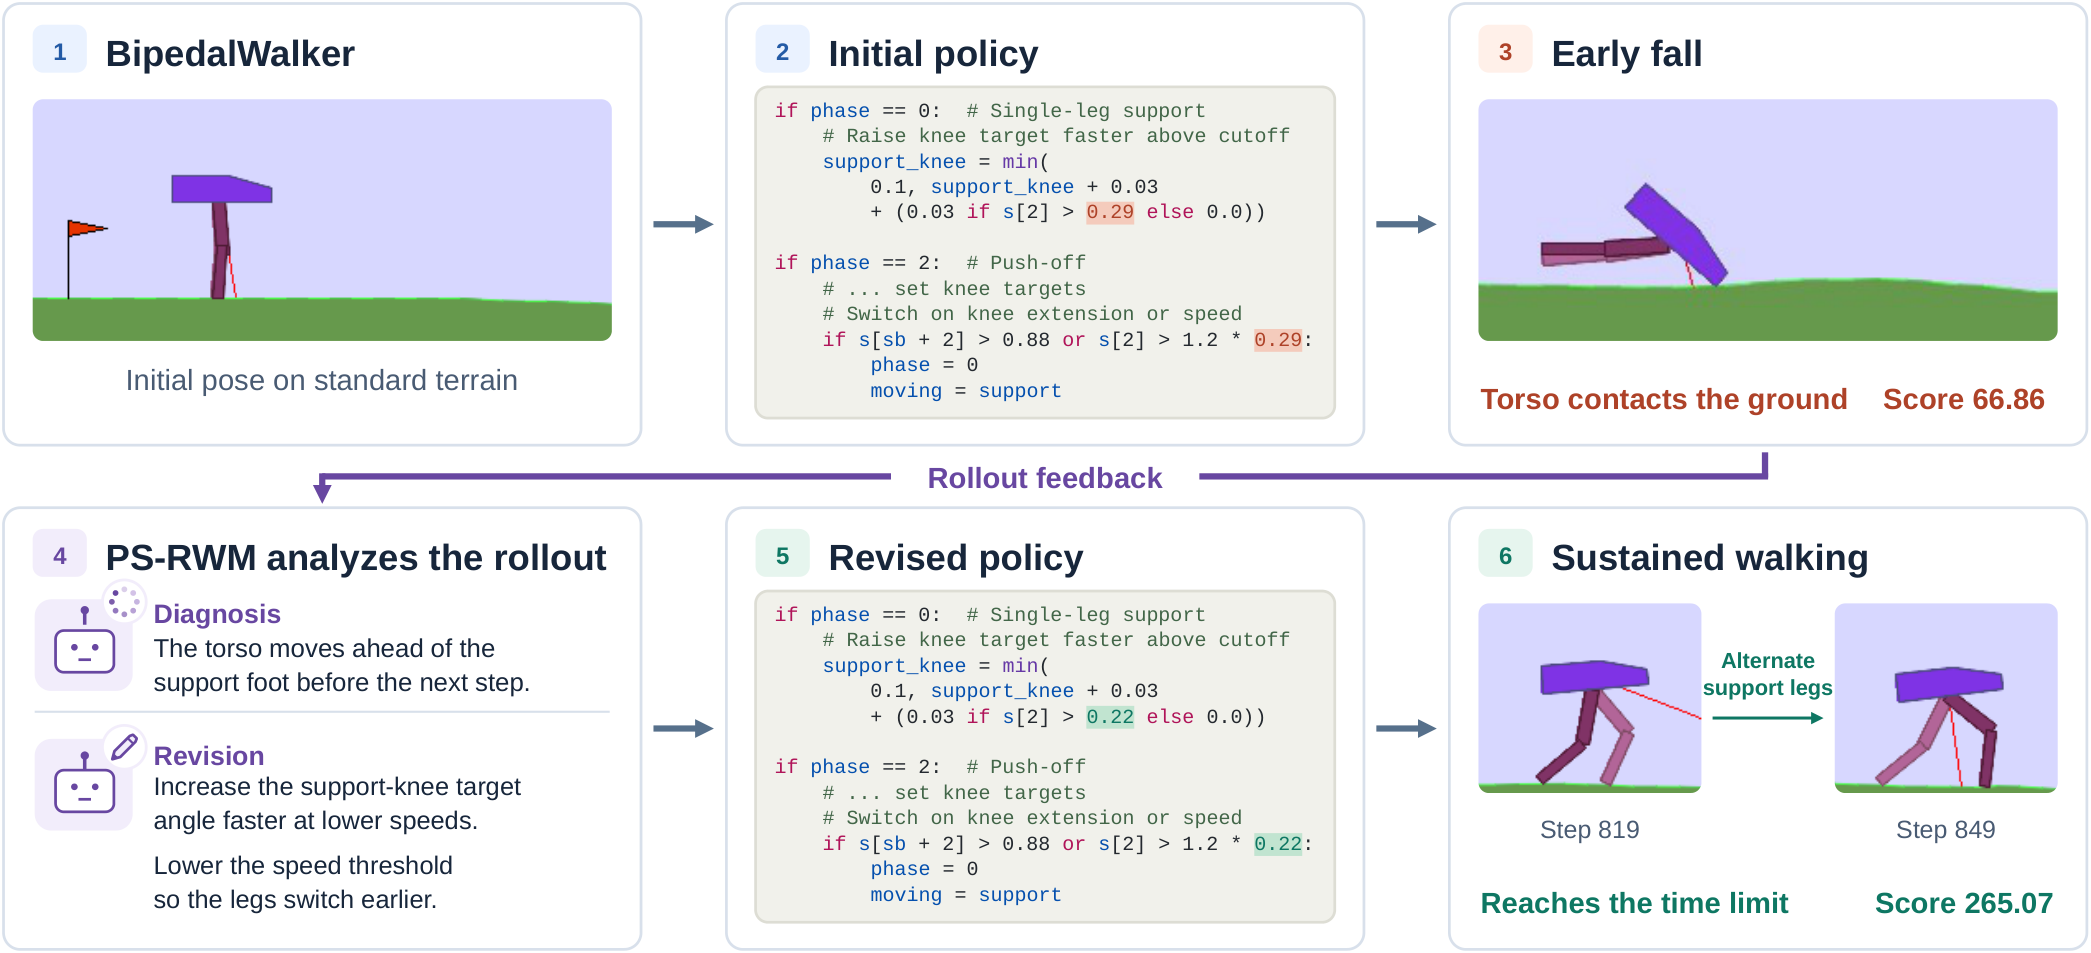 1 BipedalWalker
Initial pose on standard terrain
2 Initial policy
if phase == 0:  # Single-leg support
    # Raise knee target faster above cutoff
    support_knee = min(
        0.1, support_knee + 0.03
        + (0.03 if s[2] > 0.29 else 0.0))
if phase == 2:  # Push-off
    # ... set knee targets
    # Switch on knee extension or speed
    if s[sb + 2] > 0.88 or s[2] > 1.2 * 0.29:
        phase = 0
        moving = support
3 Early fall
Torso contacts the ground Score 66.86
Rollout feedback
4 PS-RWM analyzes the rollout
Diagnosis
The torso moves ahead of the
support foot before the next step.
Revision
Increase the support-knee target
angle faster at lower speeds.
Lower the speed threshold
so the legs switch earlier.
5 Revised policy
if phase == 0:  # Single-leg support
    # Raise knee target faster above cutoff
    support_knee = min(
        0.1, support_knee + 0.03
        + (0.03 if s[2] > 0.22 else 0.0))
if phase == 2:  # Push-off
    # ... set knee targets
    # Switch on knee extension or speed
    if s[sb + 2] > 0.88 or s[2] > 1.2 * 0.22:
        phase = 0
        moving = support
6 Sustained walking
Alternate
support legs
Step 819
Step 849
Reaches the time limit Score 265.07